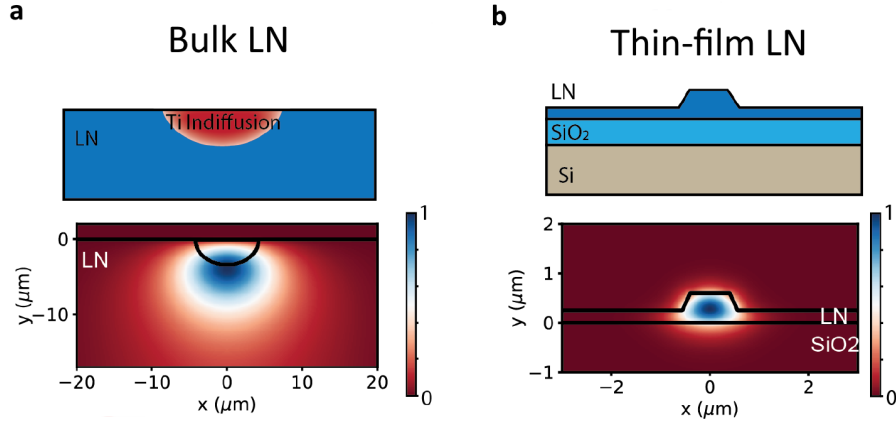 a
Bulk LN
Ti Indiffusion
LN
1
0
LN
−10
y (μm)
0
−20 −10 0 10 20
x (μm)
b
Thin-film LN
LN
SiO₂
Si
2
1
1
y (μm)
0
LN
SiO2
−1
0
−2 0 2
x (μm)